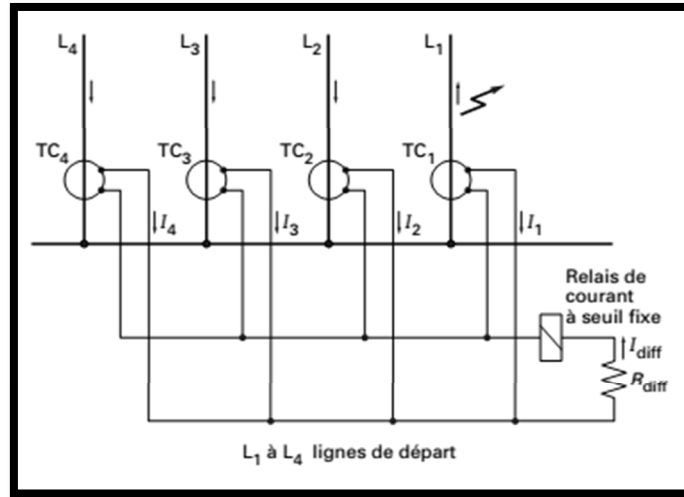 L4 L3 L2 L1
TC4 TC3 TC2 TC1
I4 I3 I2 I1
Relais de
courant
à seuil fixe
Idiff
Rdiff
L1 à L4 lignes de départ